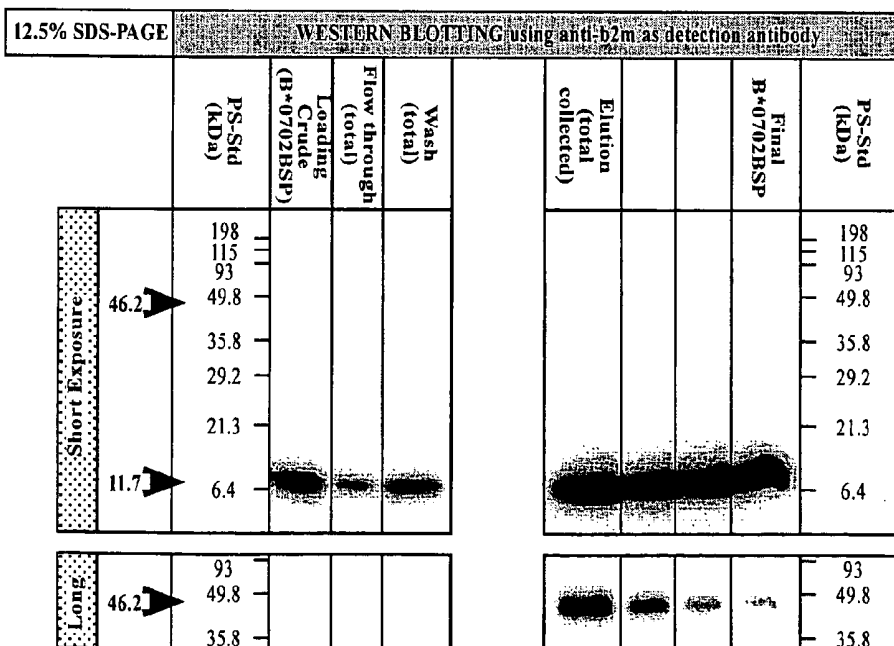 12.5% SDS-PAGE
WESTERN BLOTTING using anti-b2m as detection antibody
PS-Std
(kDa)
Loading
Crude
(B*0702BSP)
Flow through
(total)
Wash
(total)
Elution
(total
collected)
Final
B*0702BSP
PS-Std
(kDa)
Short Exposure
46.2
11.7
198
115
93
49.8
35.8
29.2
21.3
6.4
198
115
93
49.8
35.8
29.2
21.3
6.4
Long
46.2
93
49.8
35.8
93
49.8
35.8